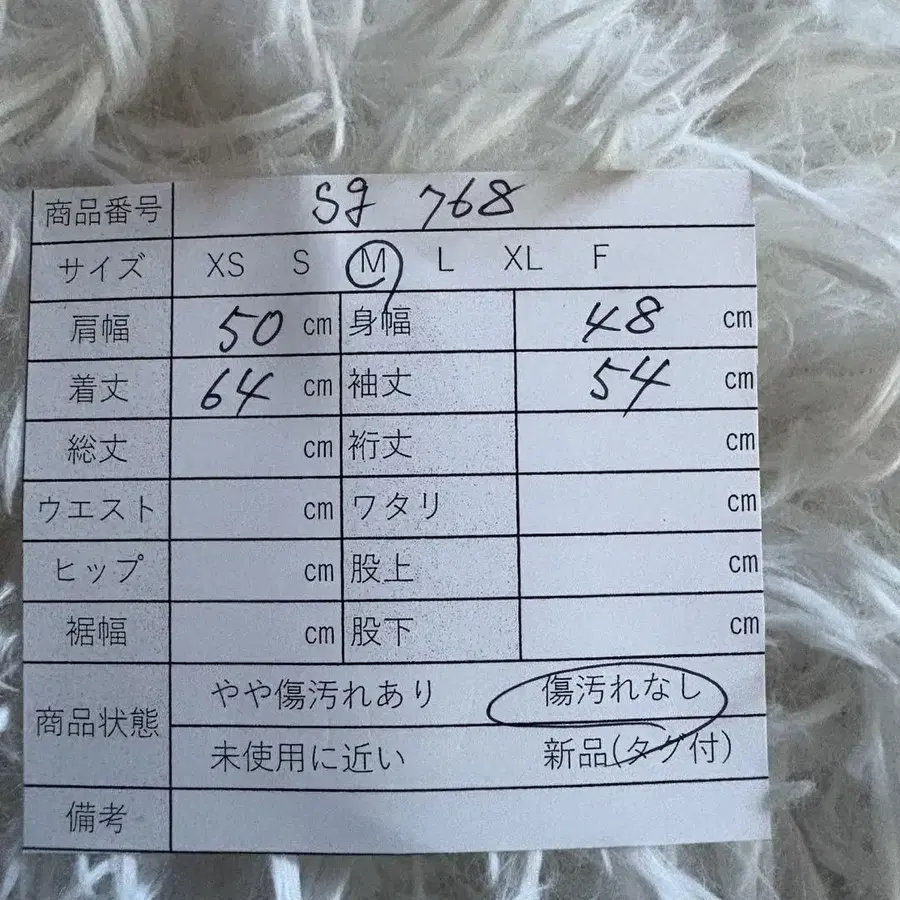 商品番号 sg 768
サイズ XS S M L XL F
肩幅 50 cm 身幅 48 cm
着丈 64 cm 袖丈 54 cm
総丈 cm 裄丈 cm
ウエスト cm ワタリ cm
ヒップ cm 股上 cm
裾幅 cm 股下 cm
商品状態 やや傷汚れあり 傷汚れなし
未使用に近い 新品(タグ付)
備考